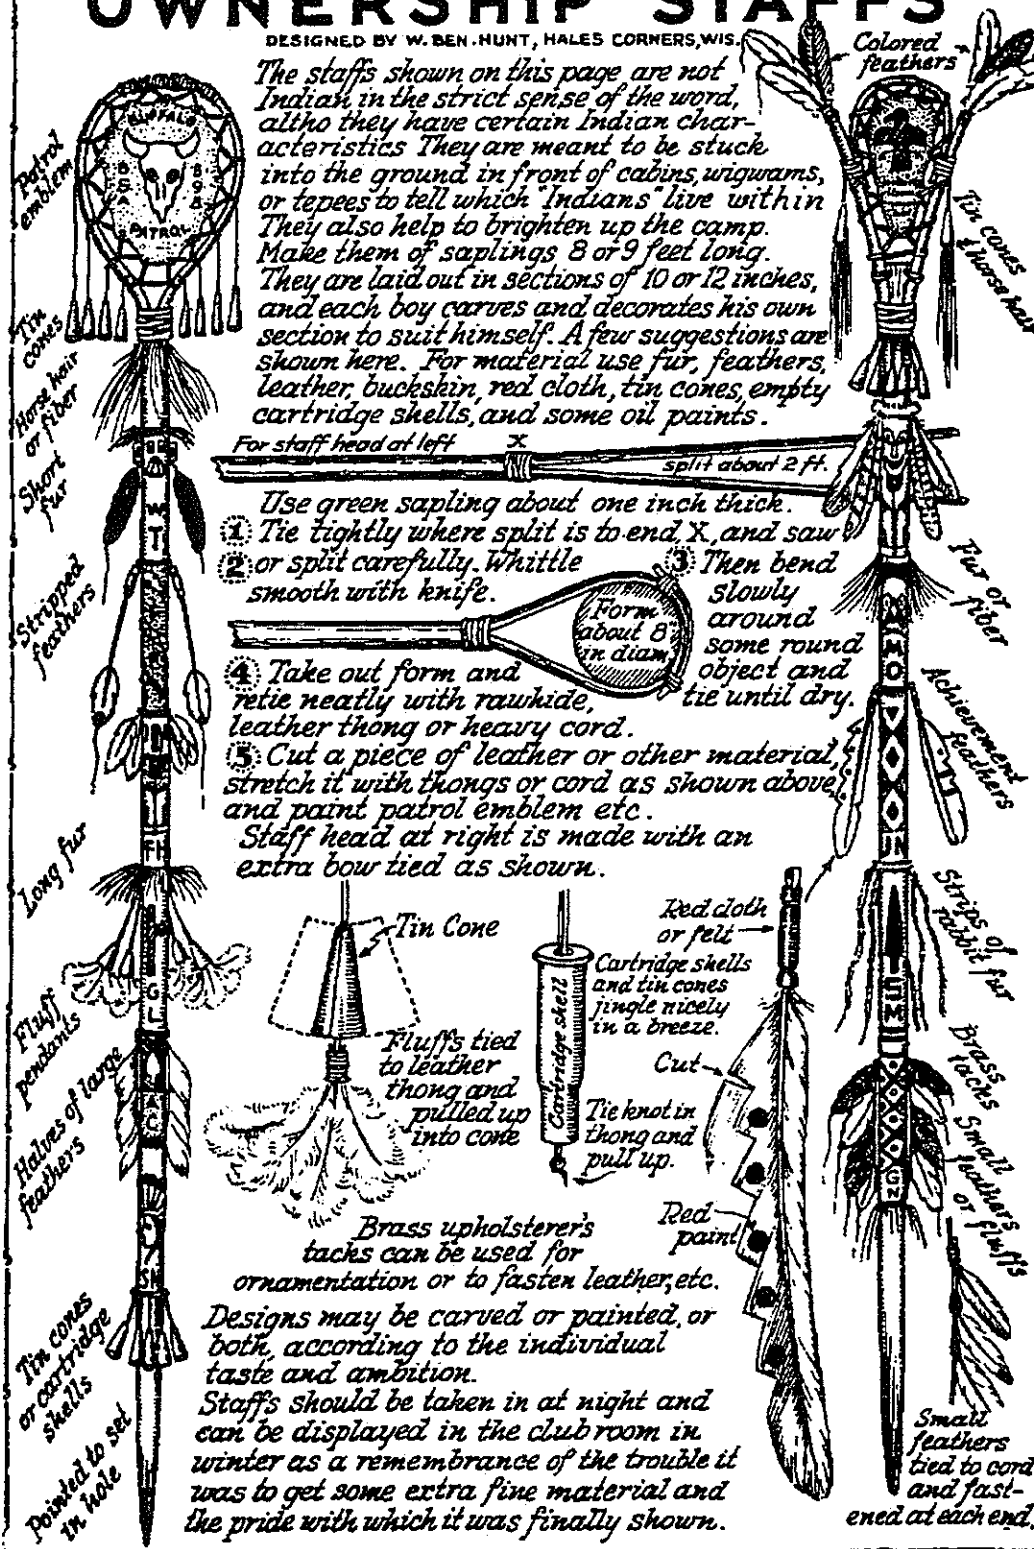 OWNERSHIP STAFFS
DESIGNED BY W. BEN. HUNT, HALES CORNERS, WIS.
The staffs shown on this page are not
Indian in the strict sense of the word,
altho they have certain Indian char-
acteristics They are meant to be stuck
into the ground in front of cabins, wigwams,
or tepees to tell which "Indians" live within
They also help to brighten up the camp.
Make them of saplings 8 or 9 feet long.
They are laid out in sections of 10 or 12 inches,
and each boy carves and decorates his own
section to suit himself. A few suggestions are
shown here. For material use fur, feathers,
leather, buckskin, red cloth, tin cones, empty
cartridge shells, and some oil paints.
For staff head at left
X
split about 2 ft.
Use green sapling about one inch thick.
1 Tie tightly where split is to end, X, and saw
2 or split carefully. Whittle
smooth with knife.
3 Then bend
slowly
around
some round
object and
tie until dry.
Form
about 8"
in diam.
4 Take out form and
retie neatly with rawhide,
leather thong or heavy cord.
5 Cut a piece of leather or other material,
stretch it with thongs or cord as shown above
and paint patrol emblem etc.
Staff head at right is made with an
extra bow tied as shown.
Tin Cone
Fluffs tied
to leather
thong and
pulled up
into cone
Cartridge shell
Red cloth
or felt
Cartridge shells
and tin cones
jingle nicely
in a breeze.
Cut
Tie knot in
thong and
pull up.
Red
paint
Brass upholsterer's
tacks can be used for
ornamentation or to fasten leather, etc.
Designs may be carved or painted, or
both, according to the individual
taste and ambition.
Staffs should be taken in at night and
can be displayed in the clubroom in
winter as a remembrance of the trouble it
was to get some extra fine material and
the pride with which it was finally shown.
Patrol
emblem
BUFFALO
BSA
PATROL
Tin
cones
Horse hair
or fiber
Short
fur
Stripped
feathers
Long fur
Fluff
pendants
Halves of large
feathers
Tin cones
or cartridge
shells
Pointed to set
in hole
W
T
FH
G
L
SH
Colored
feathers
Tin cones
& horse hair
Fur or
fiber
Achievement
feathers
Strips of
rabbit fur
Brass
tacks
Small
feathers
or fluffs
Small
feathers
tied to cord
and fast-
ened at each end.
MO
UN